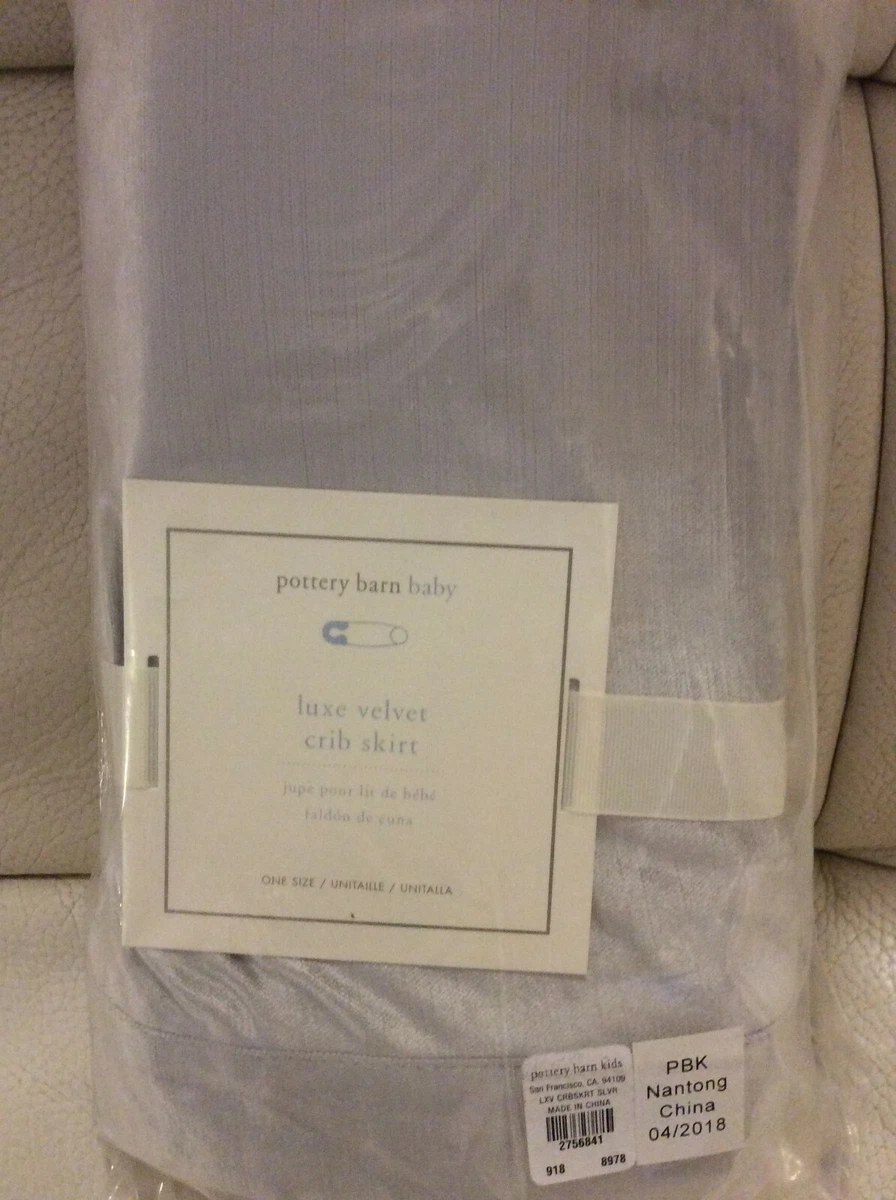 pottery barn baby
luxe velvet
crib skirt
jupe pour lit de bébé
faldón de cuna
ONE SIZE / UNITAILLE / UNITALLA
pottery barn kids
San Francisco, CA. 94109
LXV CRBSKRT SLVR
MADE IN CHINA
2756841
918 8978
PBK
Nantong
China
04/2018